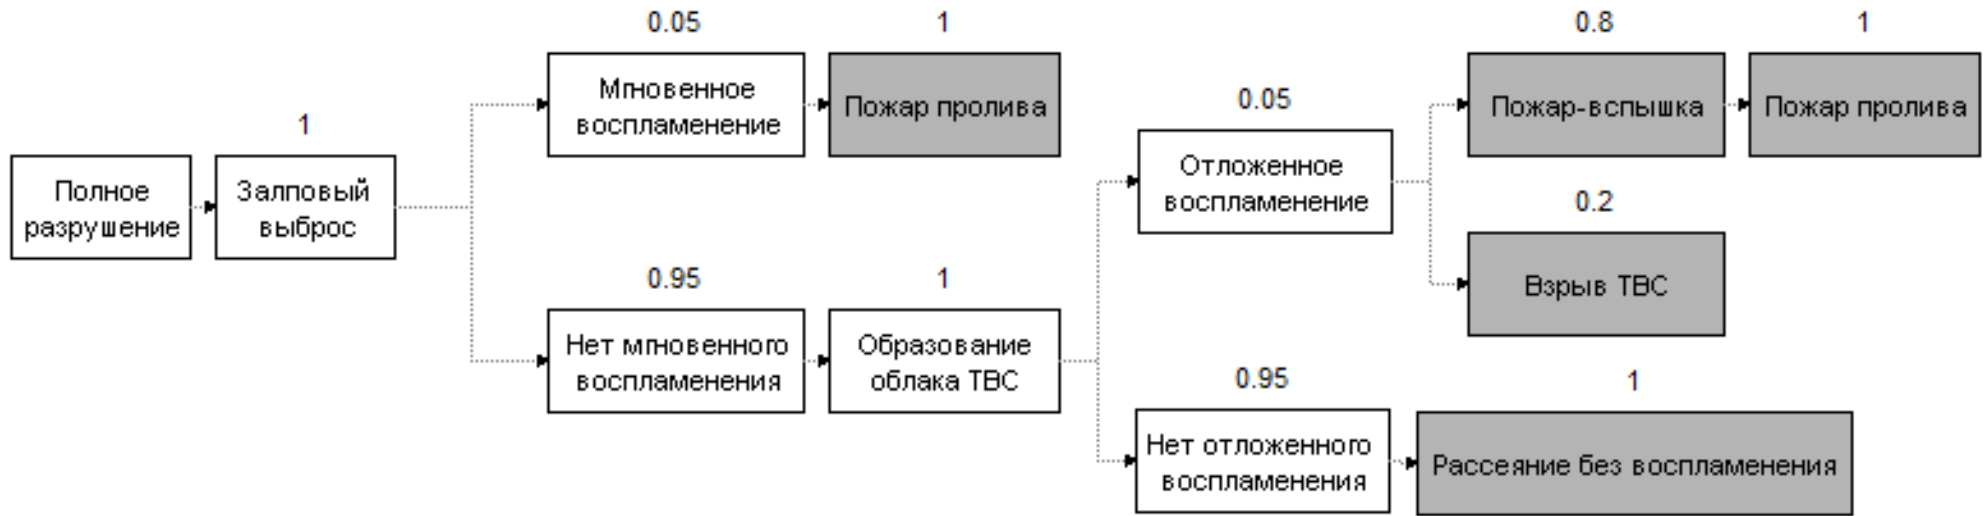 0.05
1
0.8
1
Мгновенное
воспламенение
Пожар пролива
0.05
Пожар-вспышка
Пожар пролива
1
Полное
разрушение
Залповый
выброс
Отложенное
воспламенение
0.2
Взрыв ТВС
0.95
1
Нет мгновенного
воспламенения
Образование
облака ТВС
0.95
1
Нет отложенного
воспламенения
Рассеяние без воспламенения